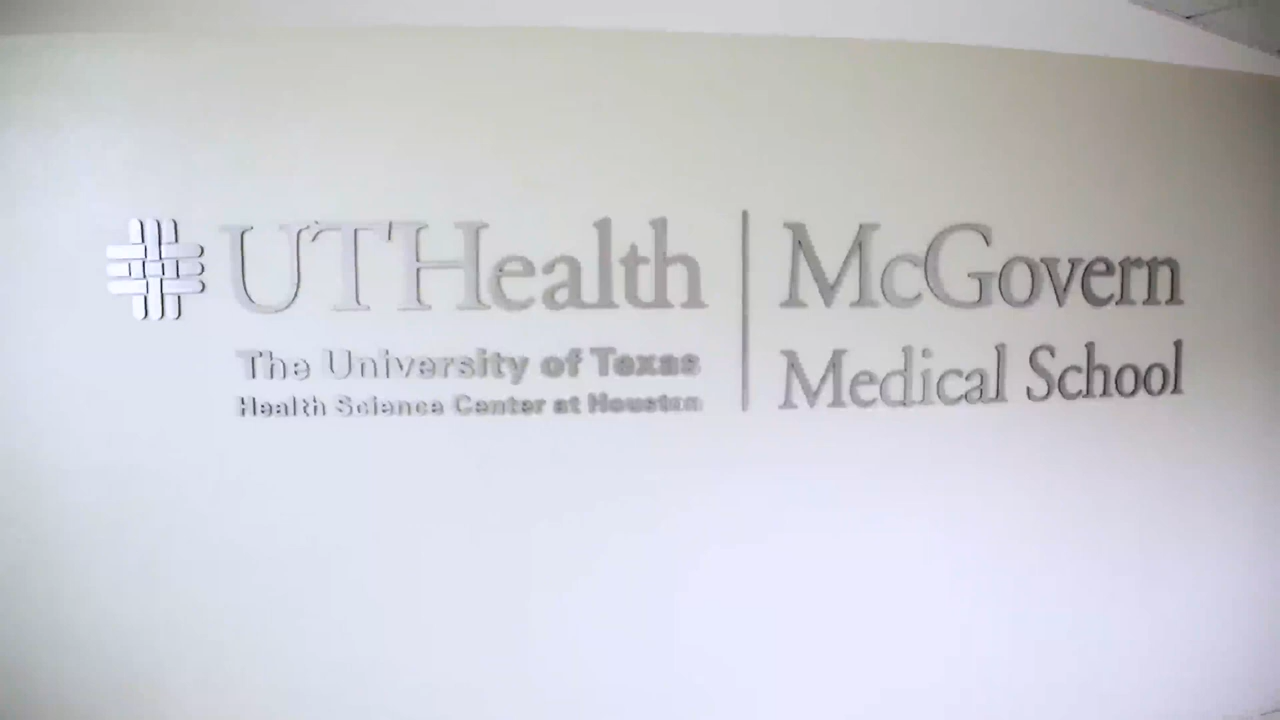 UTHealth
The University of Texas
Health Science Center at Houston
McGovern
Medical School